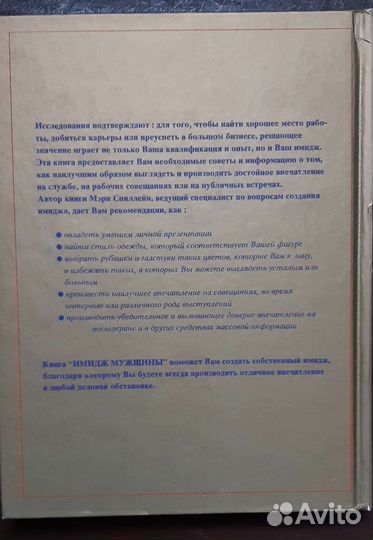 Исследования подтверждают : для того, чтобы найти хорошее место рабо-
ты, добиться карьеры или преуспеть в большом бизнесе, решающее
значение играет не только Ваша квалификация и опыт, но и Ваш имидж.
Эта книга предоставляет Вам необходимые советы и информацию о том,
как наилучшим образом выглядеть и производить достойное впечатление
на службе, на рабочих совещаниях или на публичных встречах.
Автор книги Мэри Спиллейн, ведущий специалист по вопросам создания
имиджа, дает Вам рекомендации, как :
● овладеть умением личной презентации
● найти стиль одежды, который соответствует Вашей фигуре
● выбрать рубашки и галстуки таких цветов, которые Вам к лицу,
и избежать таких, в которых Вы можете выглядеть усталым или
больным
● произвести наилучшее впечатление на совещаниях, во время
интервью или различного рода выступлений
● производить убедительное и вызывающее доверие впечатление на
телеэкране и в других средствах массовой информации
Книга "ИМИДЖ МУЖЩИНЫ" поможет Вам создать собственный имидж,
благодаря которому Вы будете всегда производить отличное впечатление
в любой деловой обстановке.
Avito